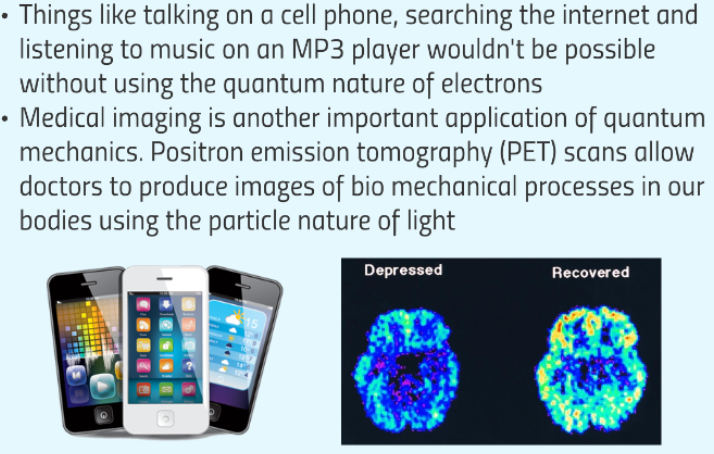 • Things like talking on a cell phone, searching the internet and
listening to music on an MP3 player wouldn't be possible
without using the quantum nature of electrons
• Medical imaging is another important application of quantum
mechanics. Positron emission tomography (PET) scans allow
doctors to produce images of bio mechanical processes in our
bodies using the particle nature of light
Depressed
Recovered
15